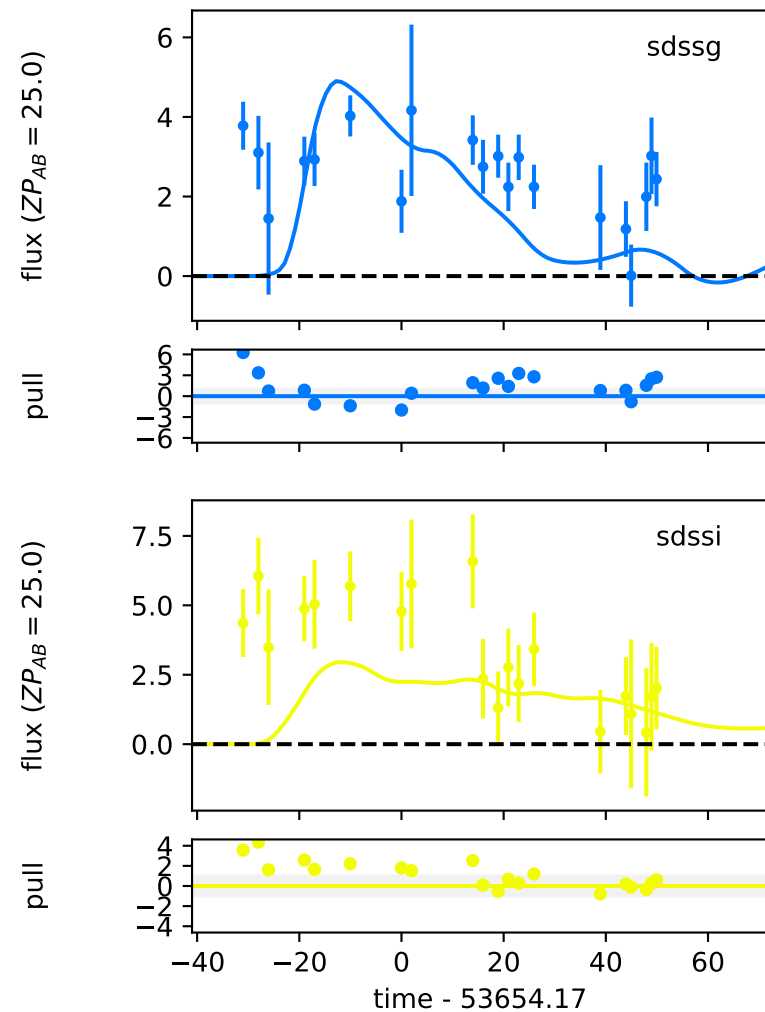 sdssg
flux (ZP_AB = 25.0)
6
4
2
0
pull
6
3
0
−3
−6
sdssi
flux (ZP_AB = 25.0)
7.5
5.0
2.5
0.0
pull
4
2
0
−2
−4
−40 −20 0 20 40 60
time - 53654.17